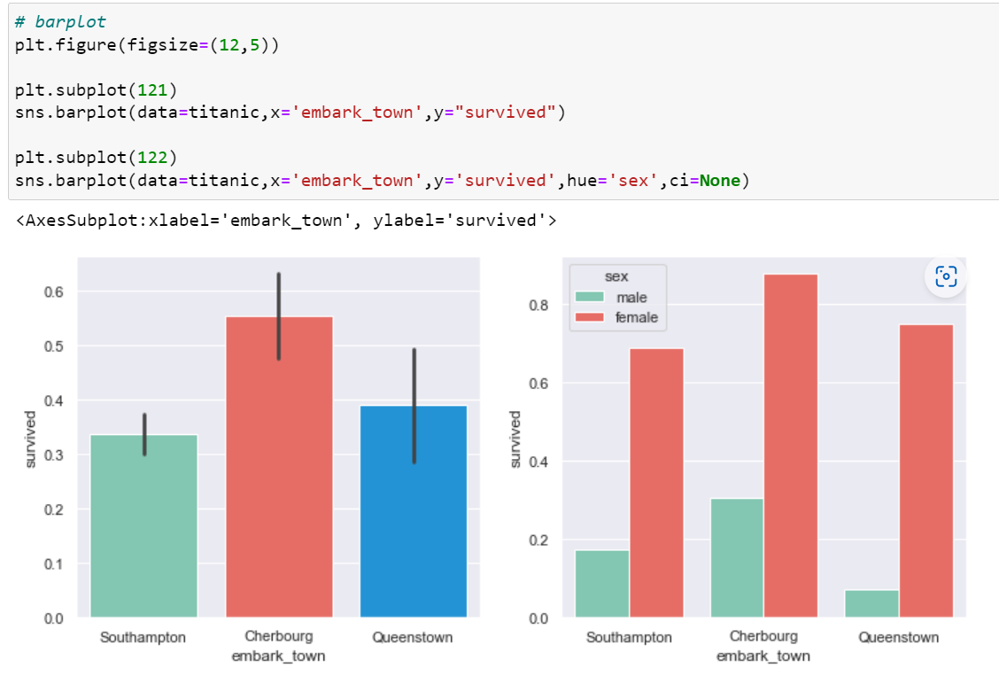 # barplot
plt.figure(figsize=(12,5))
plt.subplot(121)
sns.barplot(data=titanic,x='embark_town',y="survived")
plt.subplot(122)
sns.barplot(data=titanic,x='embark_town',y='survived',hue='sex',ci=None)
<AxesSubplot:xlabel='embark_town', ylabel='survived'>
survived
0.6
0.5
0.4
0.3
0.2
0.1
0.0
Southampton
Cherbourg
Queenstown
embark_town
survived
0.8
0.6
0.4
0.2
0.0
sex
male
female
Southampton
Cherbourg
Queenstown
embark_town